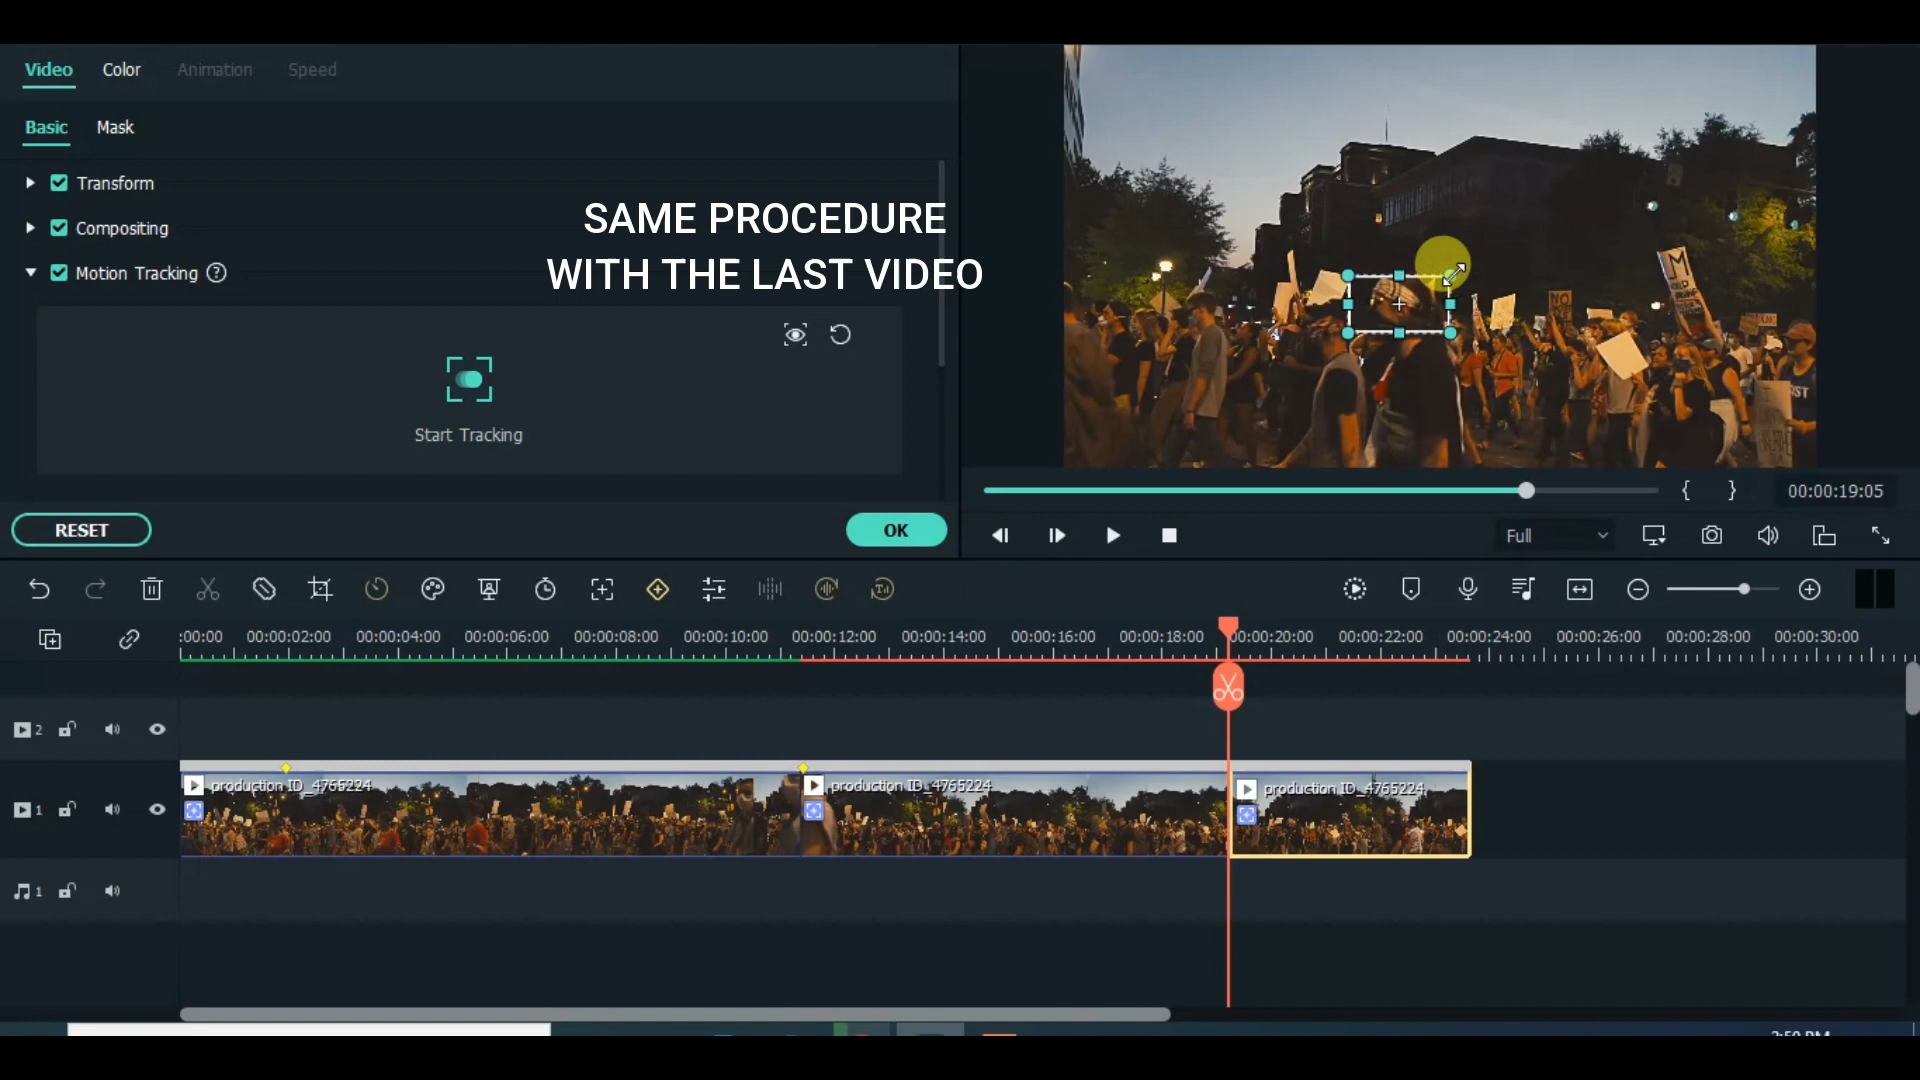 Video Color Animation Speed
Basic Mask
Transform
Compositing
Motion Tracking ?
SAME PROCEDURE
WITH THE LAST VIDEO
Start Tracking
RESET
OK
M
NO
{ } 00:00:19:05
Full
:00:00 00:00:02:00 00:00:04:00 00:00:06:00 00:00:08:00 00:00:10:00 00:00:12:00 00:00:14:00 00:00:16:00 00:00:18:00 00:00:20:00 00:00:22:00 00:00:24:00 00:00:26:00 00:00:28:00 00:00:30:00
2
production ID_4765224
production ID_4765224
production ID_4765224
1
1